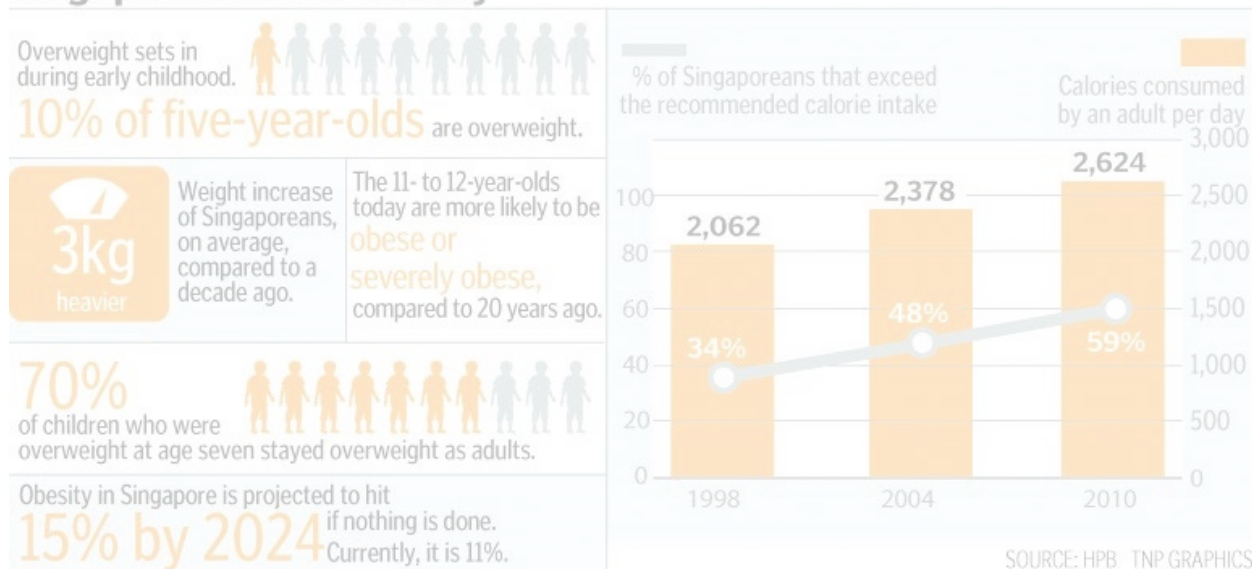 Overweight sets in
during early childhood.
10% of five-year-olds are overweight.
3kg
heavier
Weight increase
of Singaporeans,
on average,
compared to a
decade ago.
The 11- to 12-year-olds
today are more likely to be
obese or
severely obese,
compared to 20 years ago.
70%
of children who were
overweight at age seven stayed overweight as adults.
Obesity in Singapore is projected to hit
15% by 2024 if nothing is done.
Currently, it is 11%.
% of Singaporeans that exceed
the recommended calorie intake
Calories consumed
by an adult per day
3,000
2,500
2,000
1,500
1,000
500
0
100
80
60
40
20
0
2,062
2,378
2,624
34%
48%
59%
1998
2004
2010
SOURCE: HPB TNP GRAPHICS